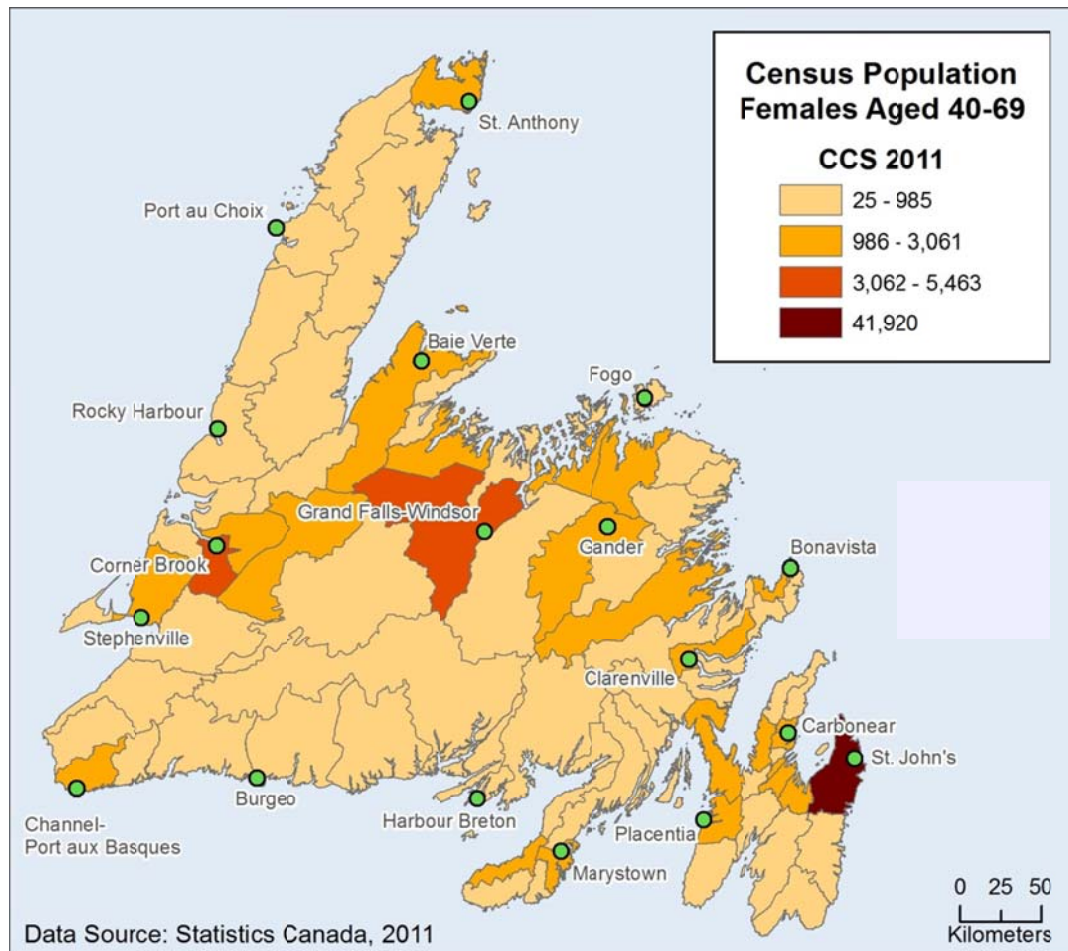 Census Population
Females Aged 40-69
CCS 2011
25 - 985
986 - 3,061
3,062 - 5,463
41,920
St. Anthony
Port au Choix
Baie Verte
Fogo
Rocky Harbour
Grand Falls-Windsor
Gander
Corner Brook
Bonavista
Stephenville
Clarenville
Carbonear
St. John's
Burgeo
Harbour Breton
Placentia
Channel-
Port aux Basques
Marystown
0 25 50
Kilometers
Data Source: Statistics Canada, 2011